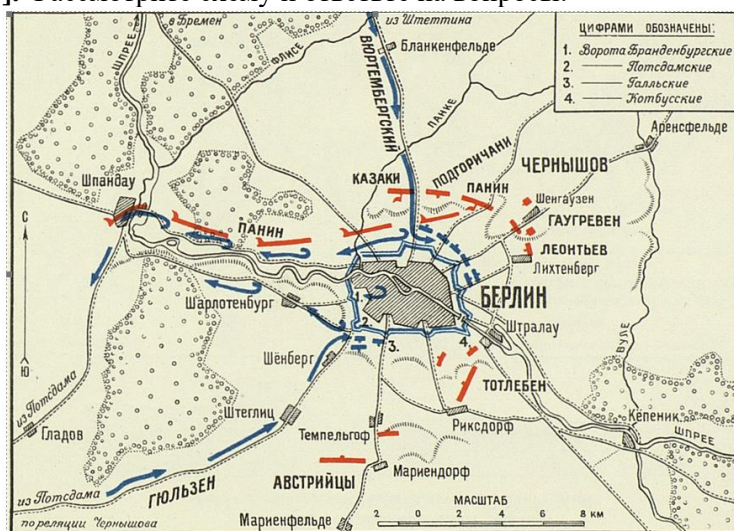 ]. Рассмотрите схему и ответьте на вопросы.
в Бремен
из Штеттина
ЦИФРАМИ ОБОЗНАЧЕНЫ:
1. Ворота Бранденбургские
2. —— Потсдамские
3. —— Галльские
4. —— Котбусские
ШПРЕЕ
ФЛИСЕ
Бланкенфельде
ВЮРТЕМБЕРГСКИЙ
ПАНКЕ
Аренсфельде
КАЗАКИ
ПОДГОРИЧАНИ
ПАНИН
ЧЕРНЫШОВ
Шпандау
Шенгаузен
ГАУГРЕВЕН
ПАНИН
ЛЕОНТЬЕВ
Лихтенберг
С
Ю
1.
2
3
4.
БЕРЛИН
Шарлотенбург
Штралау
ВУЛЕ
Шёнберг
ТОТЛЕБЕН
из Потсдама
Штеглиц
Гладов
Темпельгоф
Риксдорф
Кёпеник
ШПРЕЕ
из Потсдама
ГЮЛЬЗЕН
АВСТРИЙЦЫ
Мариендорф
по реляции Чернышова
Мариенфельде
МАСШТАБ
2 0 2 4 6 8 км